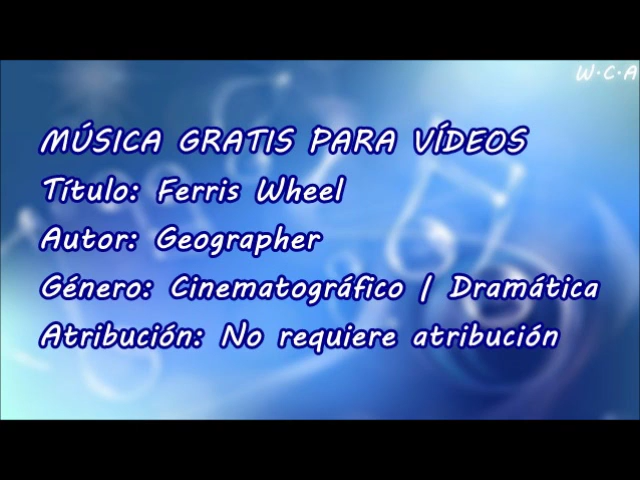 W.C.A
MÚSICA GRATIS PARA VÍDEOS
Título: Ferris Wheel
Autor: Geographer
Género: Cinematográfico | Dramática
Atribución: No requiere atribución